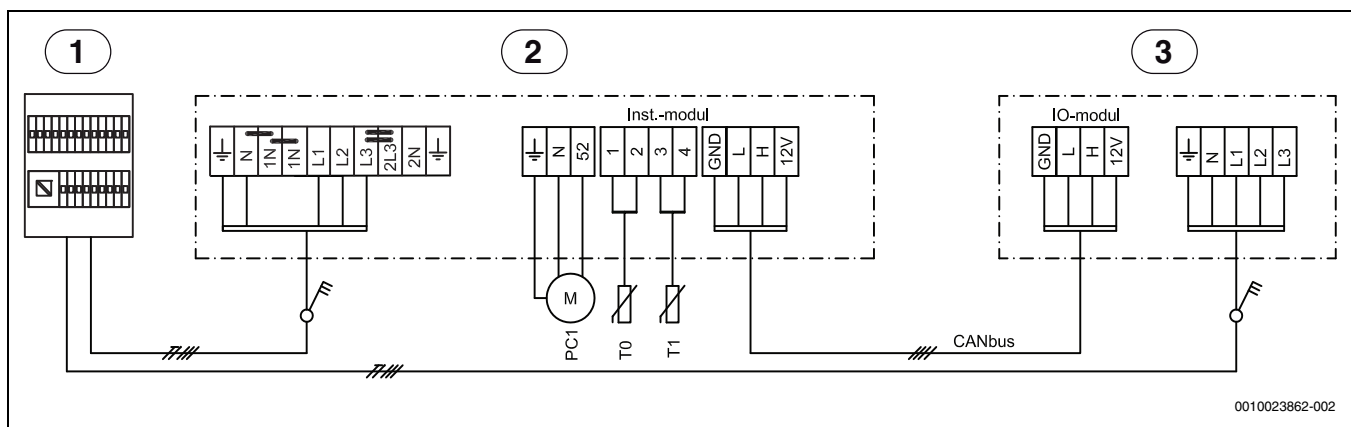 1
2
3
Inst.-modul
IO-modul
N
1N
1N
L1
L2
L3
2L3
2N
N
52
1
2
3
4
GND
L
H
12V
GND
L
H
12V
N
L1
L2
L3
M
PC1
T0
T1
CANbus
0010023862-002